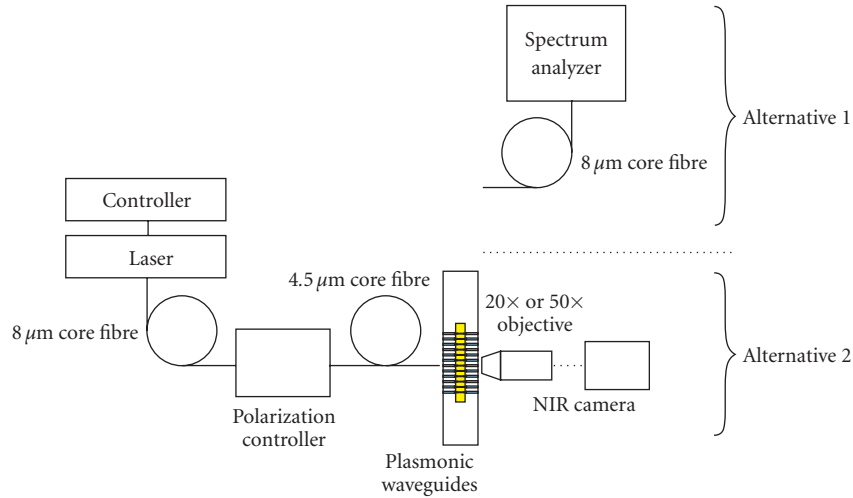 Spectrum
analyzer
Alternative 1
8 µm core fibre
Controller
Laser
4.5 µm core fibre
8 µm core fibre
20× or 50×
objective
Alternative 2
NIR camera
Polarization
controller
Plasmonic
waveguides